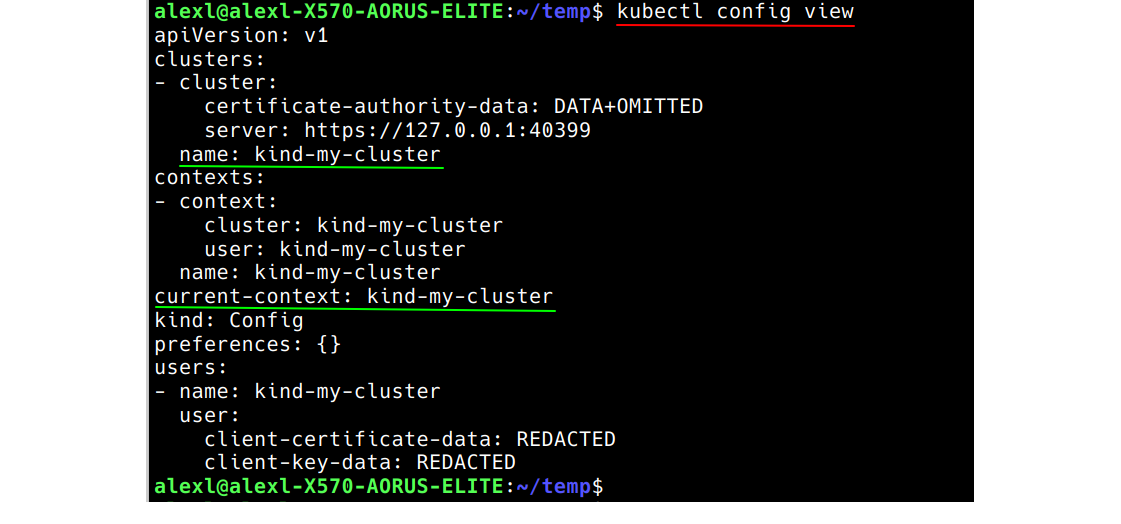 alexl@alexl-X570-AORUS-ELITE:~/temp$ kubectl config view
apiVersion: v1
clusters:
- cluster:
    certificate-authority-data: DATA+OMITTED
    server: https://127.0.0.1:40399
  name: kind-my-cluster
contexts:
- context:
    cluster: kind-my-cluster
    user: kind-my-cluster
  name: kind-my-cluster
current-context: kind-my-cluster
kind: Config
preferences: {}
users:
- name: kind-my-cluster
  user:
    client-certificate-data: REDACTED
    client-key-data: REDACTED
alexl@alexl-X570-AORUS-ELITE:~/temp$